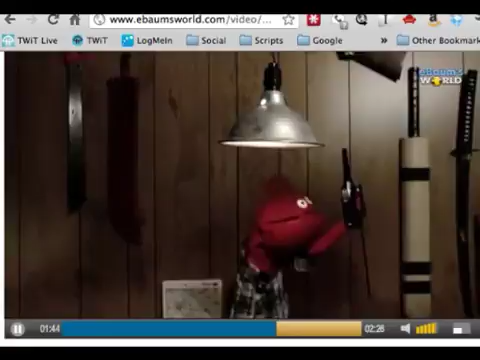 www.ebaumsworld.com/video/...
TWiT Live TWiT LogMeIn Social Scripts Google Other Bookmark
EBAUM'S
WORLD
01:44 02:26